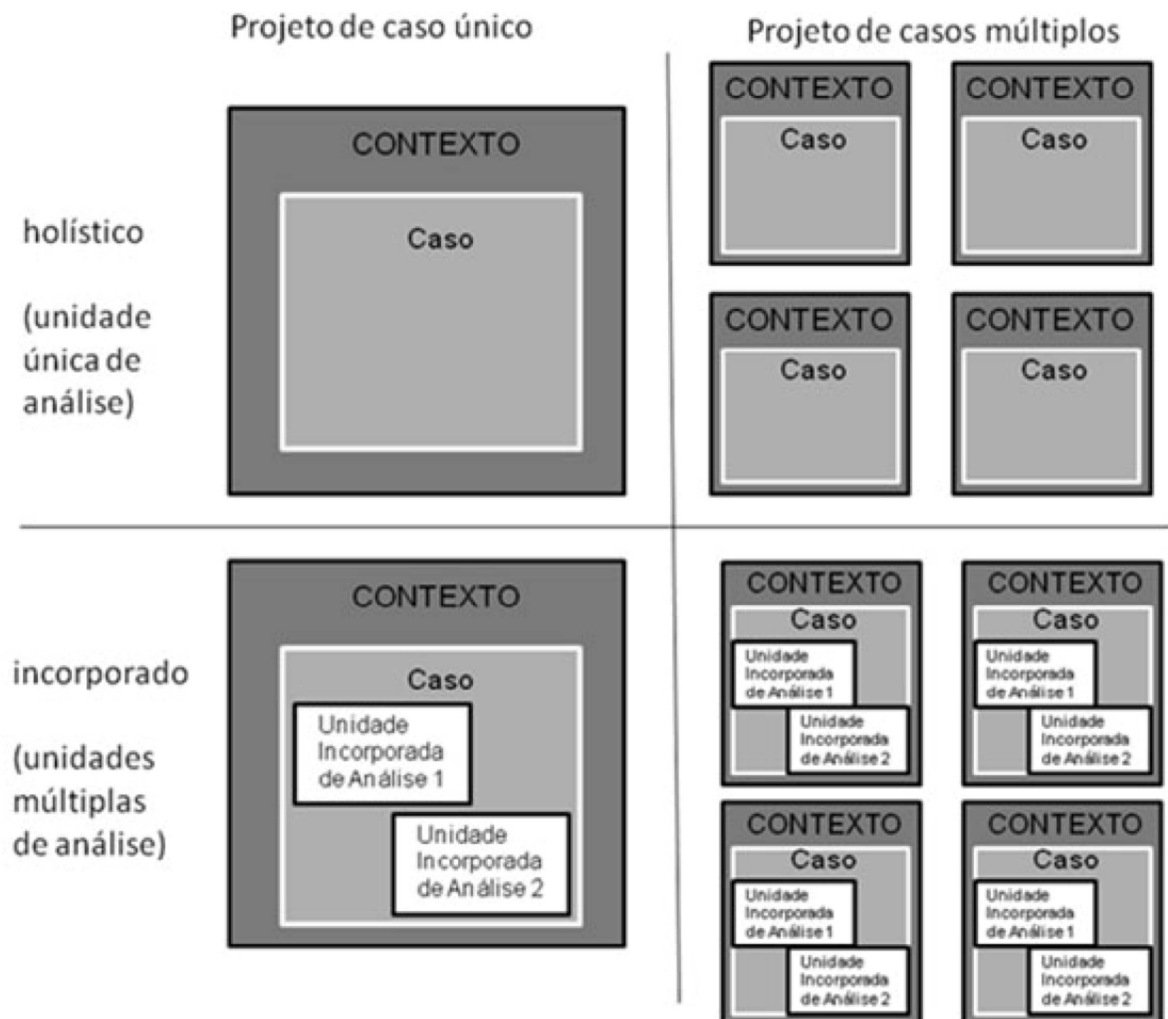 Projeto de caso único
Projeto de casos múltiplos
holístico
(unidade
única de
análise)
CONTEXTO
Caso
CONTEXTO
Caso
CONTEXTO
Caso
CONTEXTO
Caso
CONTEXTO
Caso
incorporado
(unidades
múltiplas
de análise)
CONTEXTO
Caso
Unidade
Incorporada
de Análise 1
Unidade
Incorporada
de Análise 2
CONTEXTO
Caso
Unidade
Incorporada
de Análise 1
Unidade
Incorporada
de Análise 2
CONTEXTO
Caso
Unidade
Incorporada
de Análise 1
Unidade
Incorporada
de Análise 2
CONTEXTO
Caso
Unidade
Incorporada
de Análise 1
Unidade
Incorporada
de Análise 2
CONTEXTO
Caso
Unidade
Incorporada
de Análise 1
Unidade
Incorporada
de Análise 2